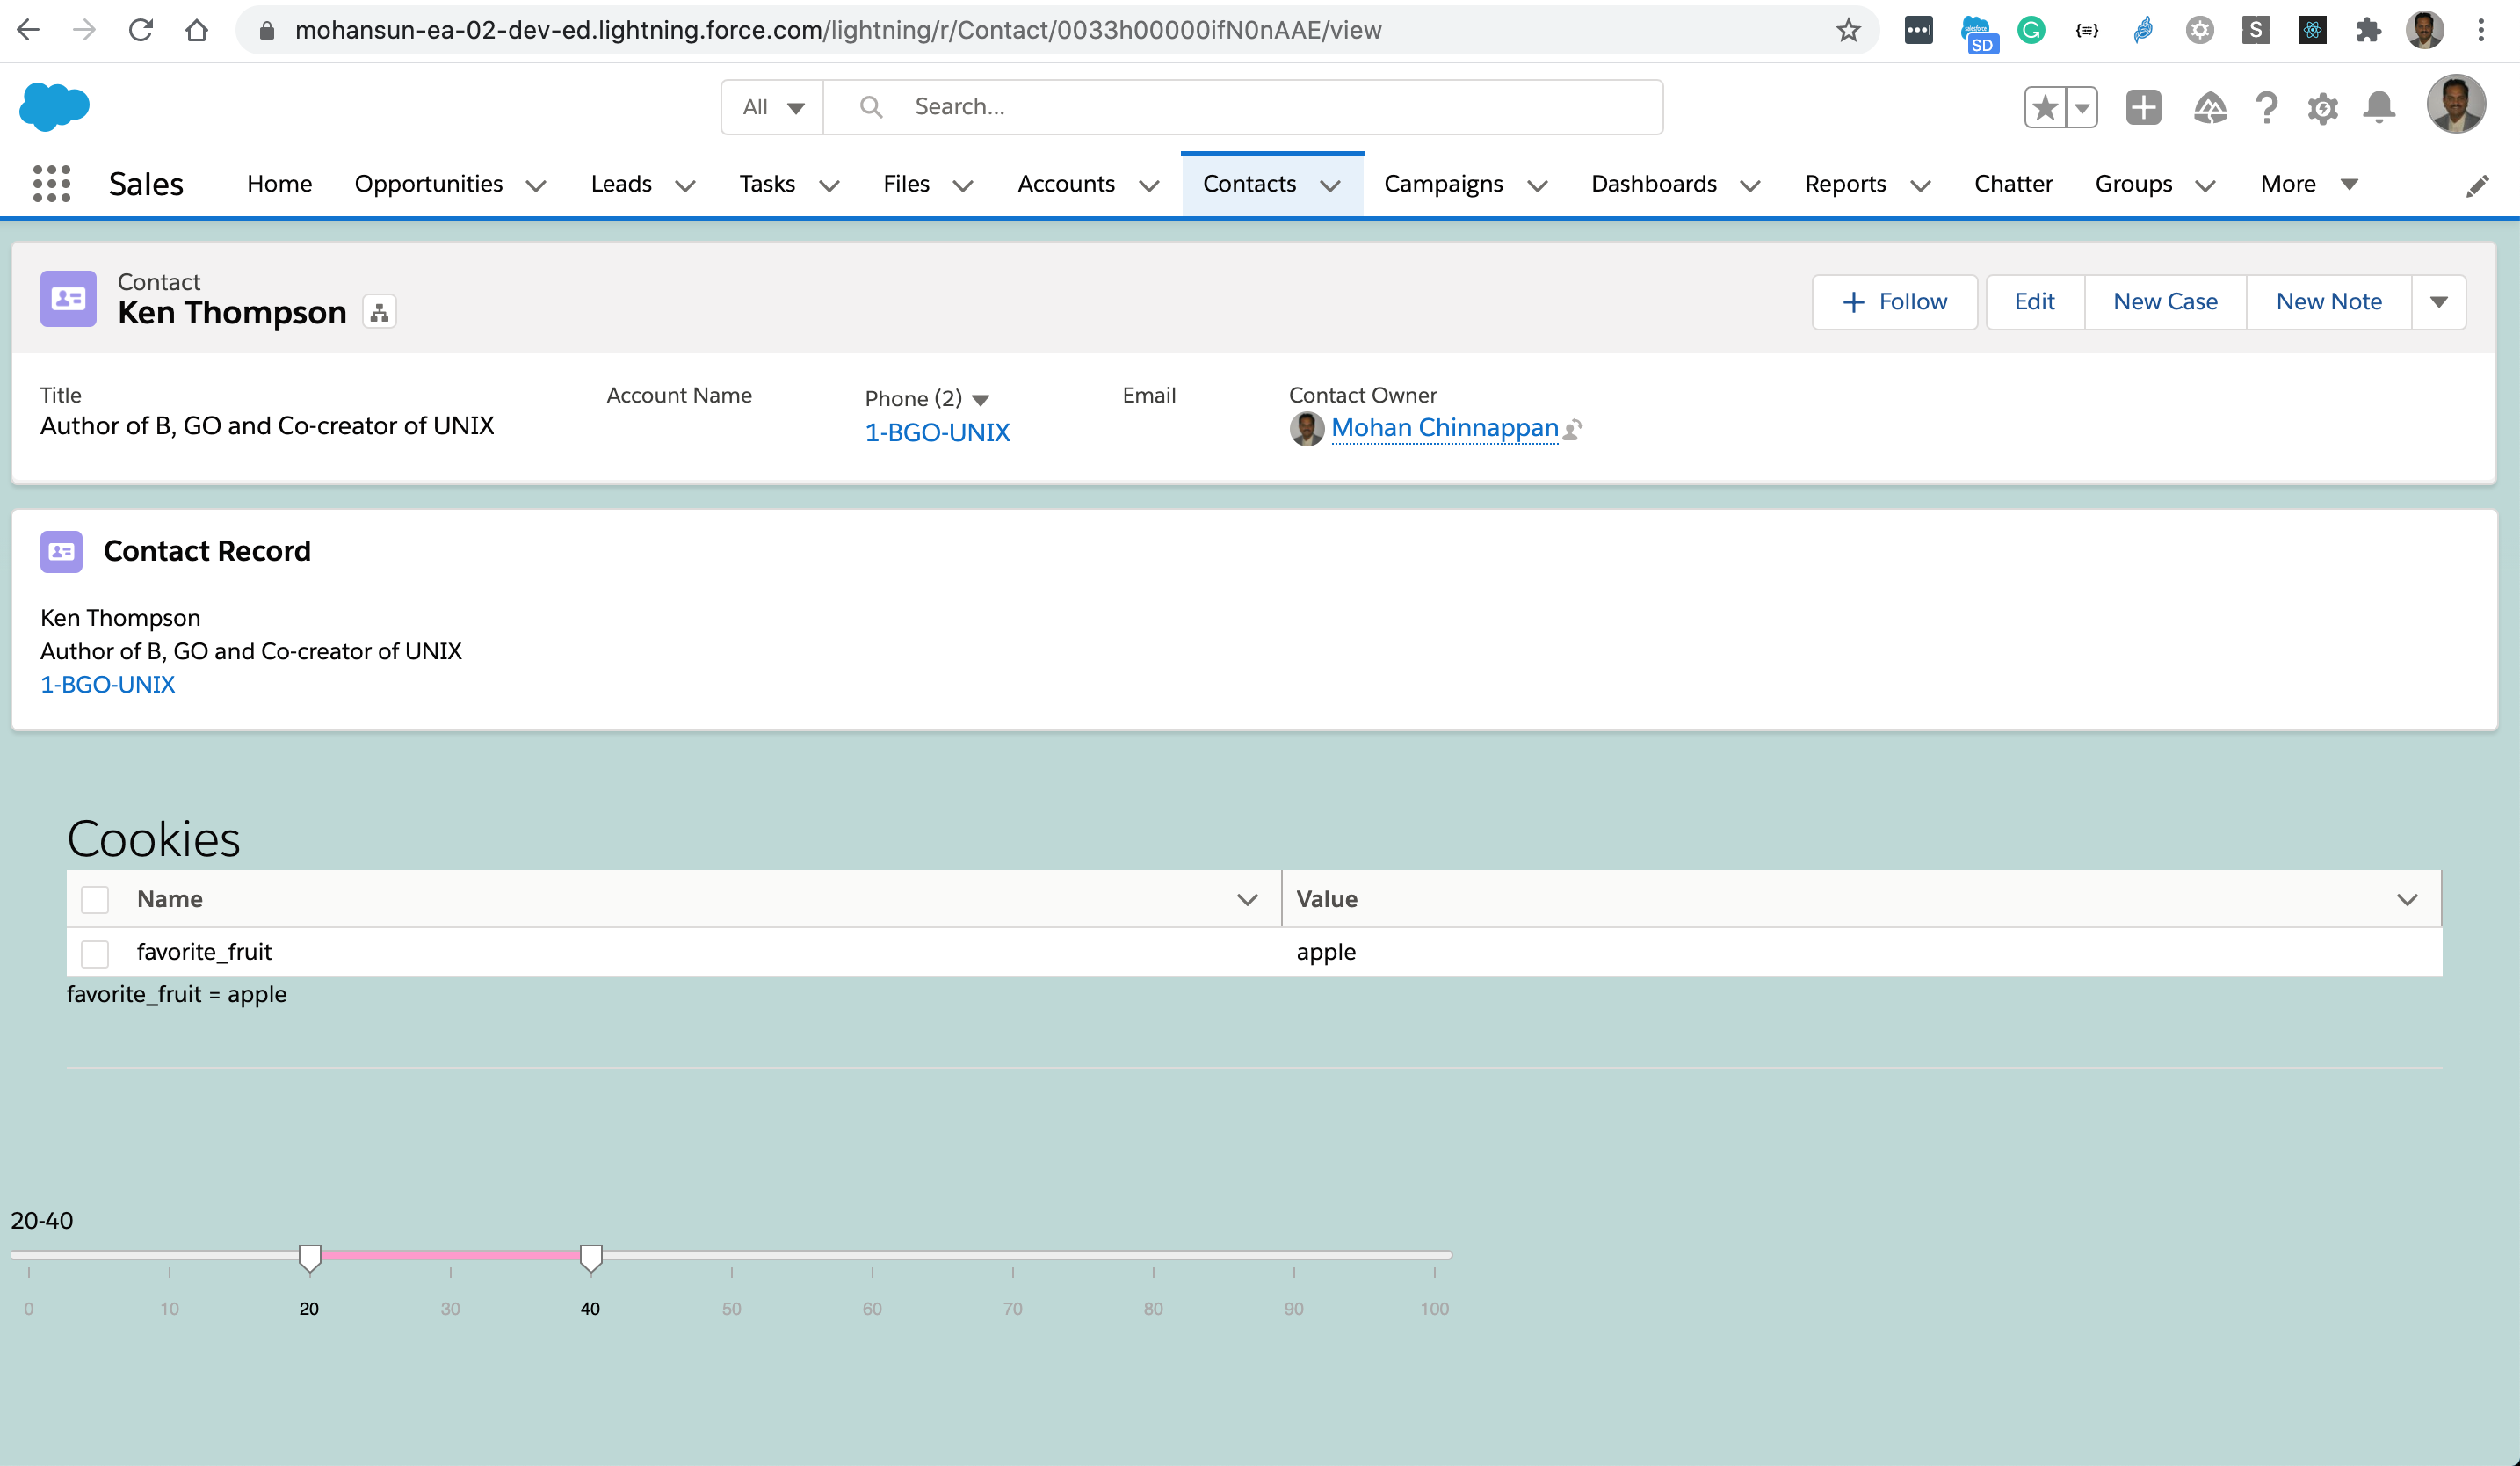 mohansun-ea-02-dev-ed.lightning.force.com/lightning/r/Contact/0033h00000ifN0nAAE/view
SD
S
All
Search...
Sales
Home
Opportunities
Leads
Tasks
Files
Accounts
Contacts
Campaigns
Dashboards
Reports
Chatter
Groups
More
Contact
Ken Thompson
Follow
Edit
New Case
New Note
Title
Author of B, GO and Co-creator of UNIX
Account Name
Phone (2)
1-BGO-UNIX
Email
Contact Owner
Mohan Chinnappan
Contact Record
Ken Thompson
Author of B, GO and Co-creator of UNIX
1-BGO-UNIX
Cookies
Name
Value
favorite_fruit
apple
favorite_fruit = apple
20-40
0 10 20 30 40 50 60 70 80 90 100